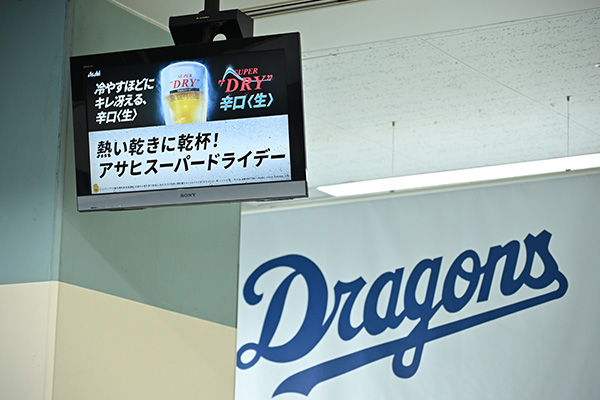 Asahi
冷やすほどに
キレ冴える、
辛口〈生〉
SUPER
"DRY"
SUPER
"DRY"
辛口〈生〉
熱い乾きに乾杯!
アサヒスーパードライデー
SONY
Dragons